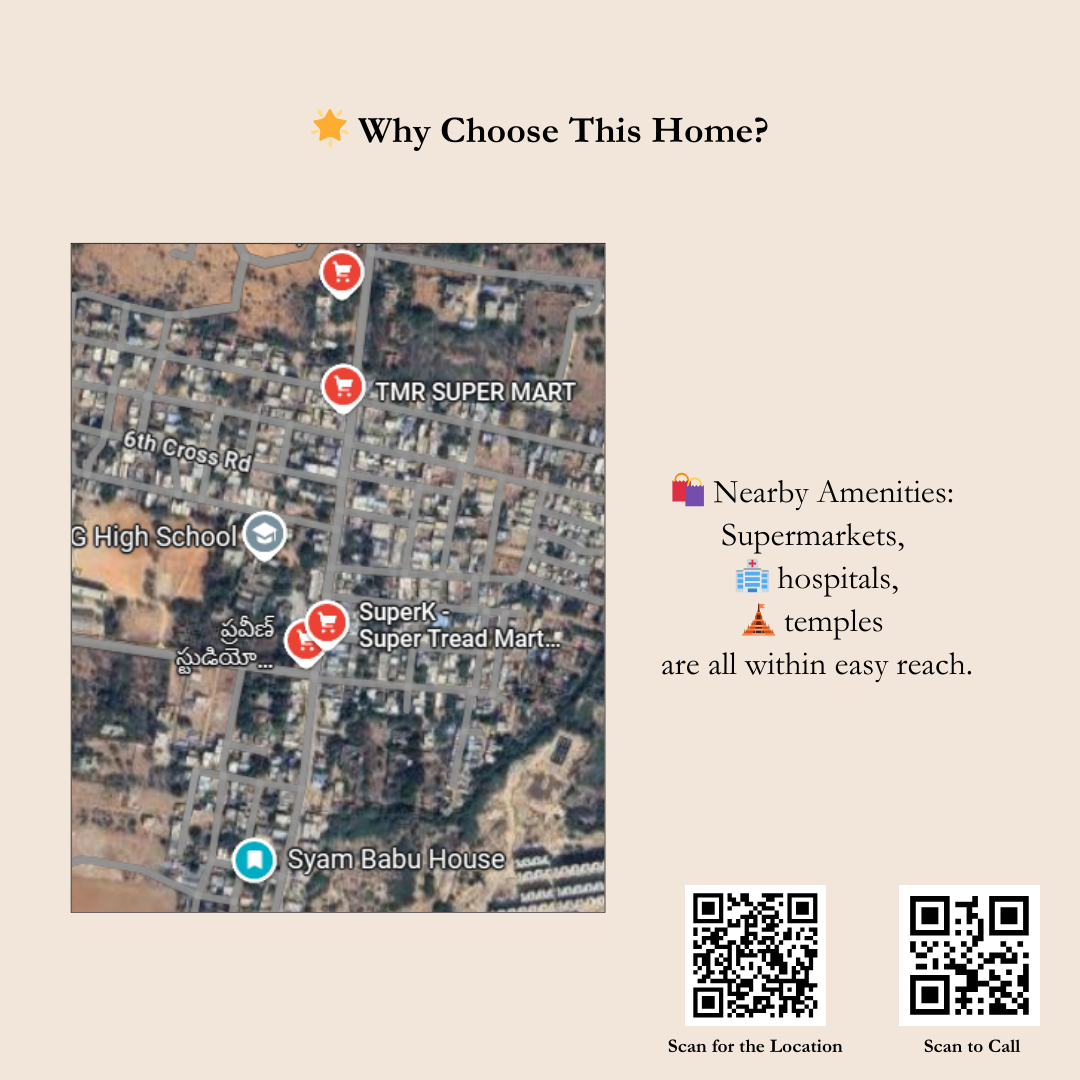 Why Choose This Home?
TMR SUPER MART
6th Cross Rd
G High School
SuperK -
Super Tread Mart...
ప్రవీణ్
స్టుడియో...
Syam Babu House
Nearby Amenities:
Supermarkets,
hospitals,
temples
are all within easy reach.
Scan for the Location
Scan to Call